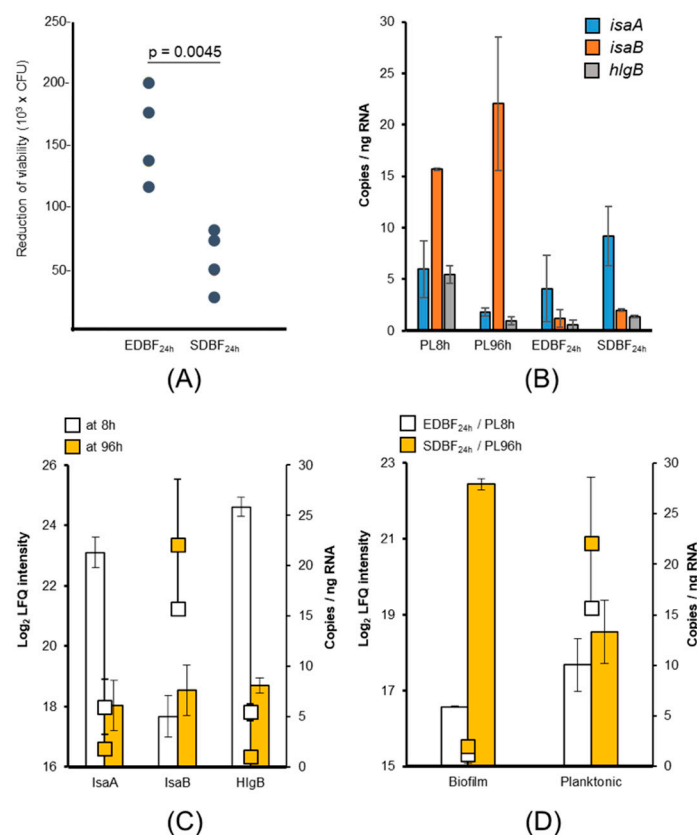 250-
200-
150-
100-
50-
Reduction of viability (10³ x CFU)
p = 0.0045
EDBF24h SDBF24h
(A)
30
25
20
15
10
5
0
Copies / ng RNA
isaA
isaB
hlgB
PL8h PL96h EDBF24h SDBF24h
(B)
at 8h
at 96h
26
24
22
20
18
16
Log2 LFQ intensity
30
25
20
15
10
5
0
Copies / ng RNA
IsaA IsaB HlgB
(C)
EDBF24h / PL8h
SDBF24h / PL96h
23
21
19
17
15
Log2 LFQ intensity
30
25
20
15
10
5
0
Copies / ng RNA
Biofilm Planktonic
(D)